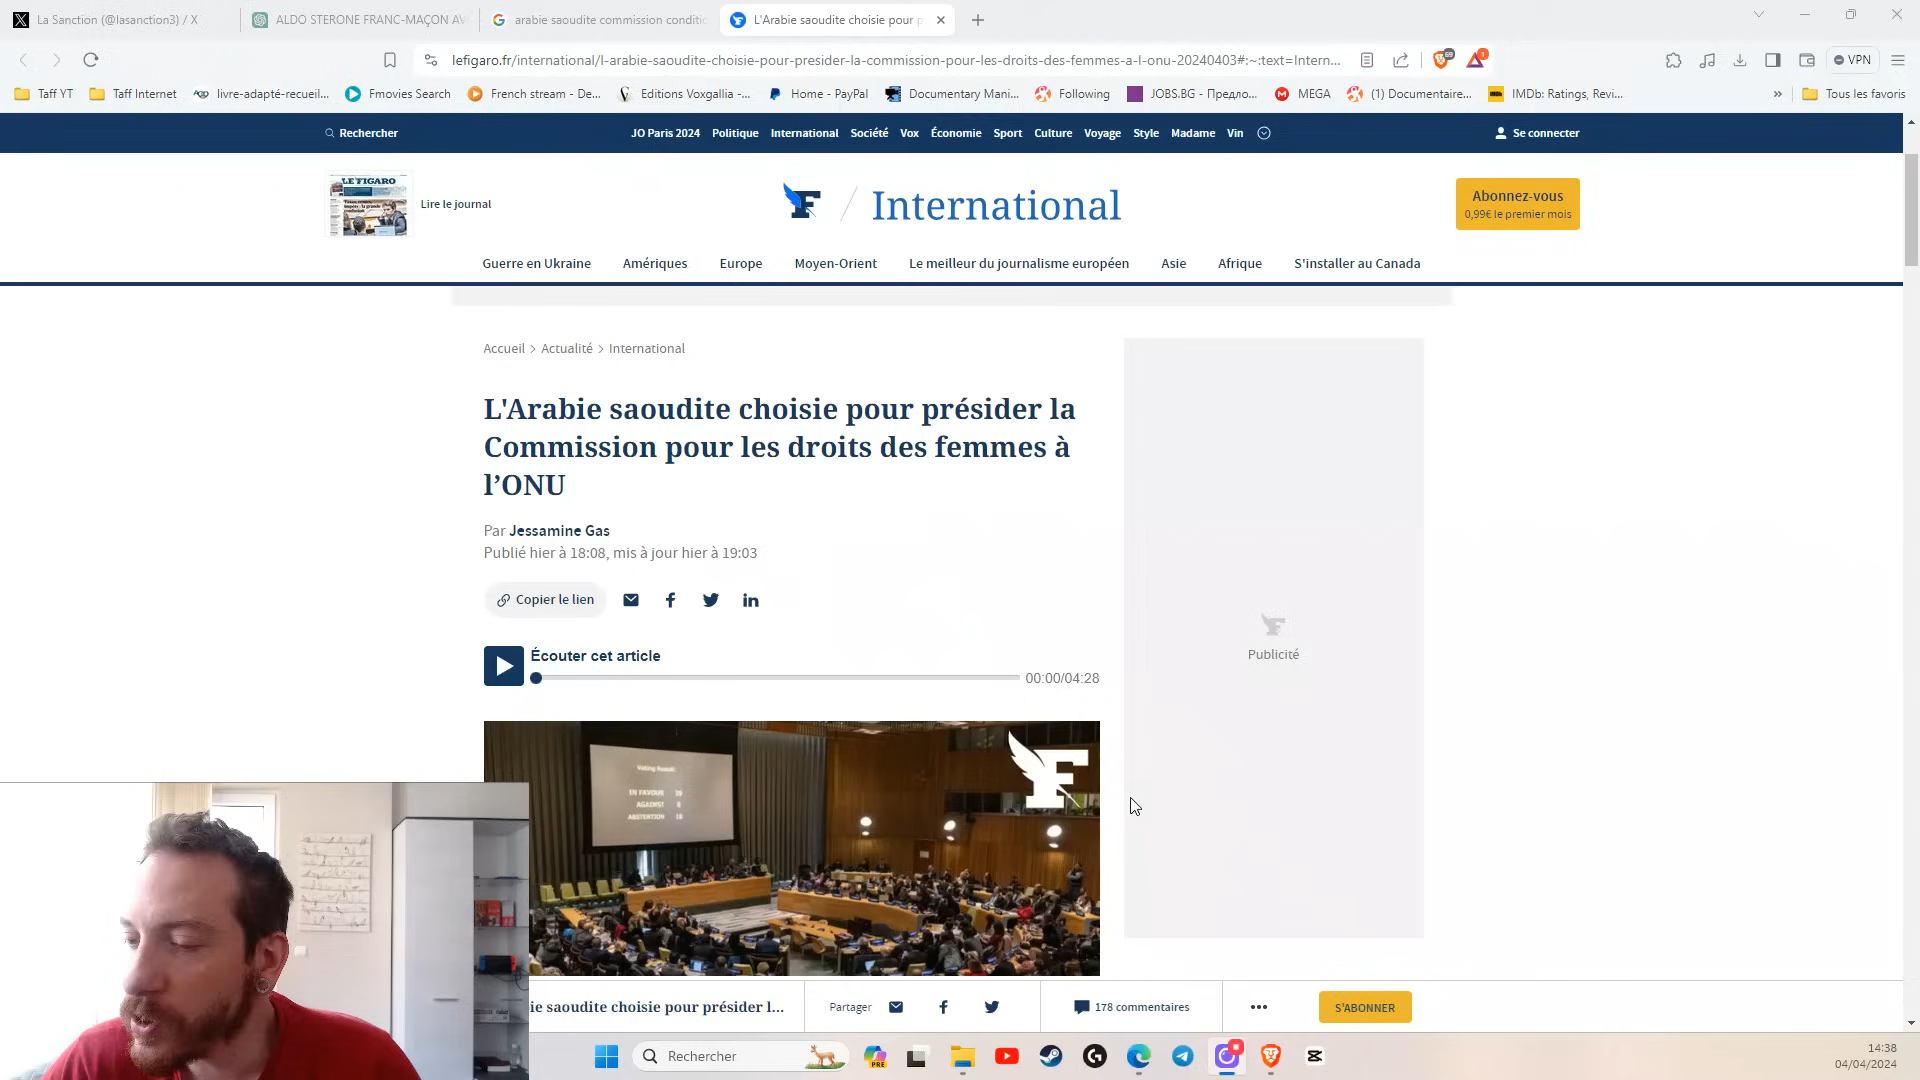 La Sanction (@lasanction3) / X
ALDO STERONE FRANC-MAÇON AV
arabie saoudite commission conditi
L'Arabie saoudite choisie pour p
lefigaro.fr/international/l-arabie-saoudite-choisie-pour-presider-la-commission-pour-les-droits-des-femmes-a-l-onu-20240403#:~:text=Intern...
69
1
VPN
Taff YT
Taff Internet
livre-adapté-recueil...
Fmovies Search
French stream - De...
Editions Voxgallia -...
Home - PayPal
Documentary Mani...
Following
JOBS.BG - Предло...
MEGA
(1) Documentaire...
IMDb: Ratings, Revi...
»
Tous les favoris
Rechercher
JO Paris 2024
Politique
International
Société
Vox
Économie
Sport
Culture
Voyage
Style
Madame
Vin
Se connecter
LE FIGARO
Lire le journal
F / International
Abonnez-vous
0,99€ le premier mois
Guerre en Ukraine
Amériques
Europe
Moyen-Orient
Le meilleur du journalisme européen
Asie
Afrique
S'installer au Canada
Accueil > Actualité > International
L'Arabie saoudite choisie pour présider la
Commission pour les droits des femmes à
l’ONU
Par Jessamine Gas
Publié hier à 18:08, mis à jour hier à 19:03
Copier le lien
Écouter cet article
00:00/04:28
Publicité
IN FAVOUR
AGAINST
ABSTENTION
F
ie saoudite choisie pour présider l...
Partager
178 commentaires
S'ABONNER
Rechercher
PRE
14:38
04/04/2024